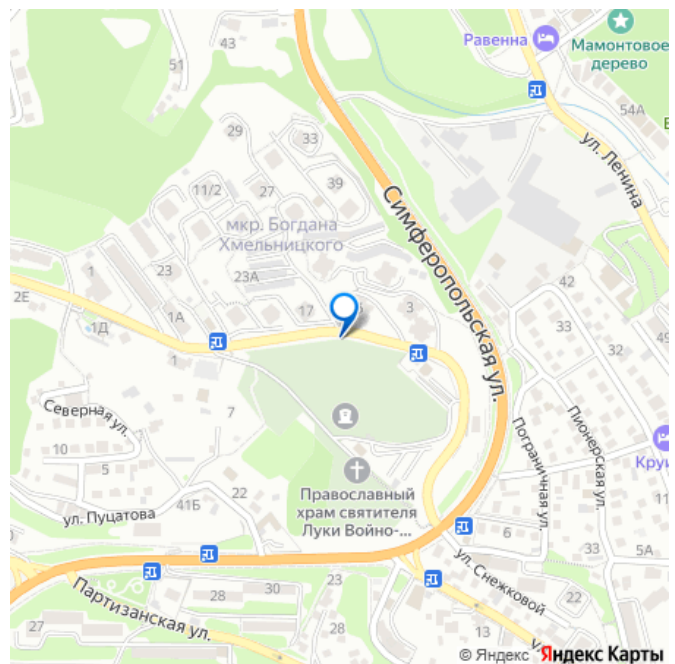 43
Равенна
Мамонтовое
дерево
51
54А
29
33
ул. Ленина
11/2
27
39
Симферопольская ул.
мкр. Богдана
Хмельницкого
1
23
23А
42
2Е
1А
17
3
33
1Д
32
49
1
Северная ул.
7
Пионерская ул.
Пограничная ул.
10
5
Круи
Православный
храм святителя
Луки Войно-...
22
41Б
11
ул. Пуцатова
6
33
5А
ул. Снежковой
Партизанская ул.
28
30
23
22
27
33
13
© Яндекс Яндекс Карты